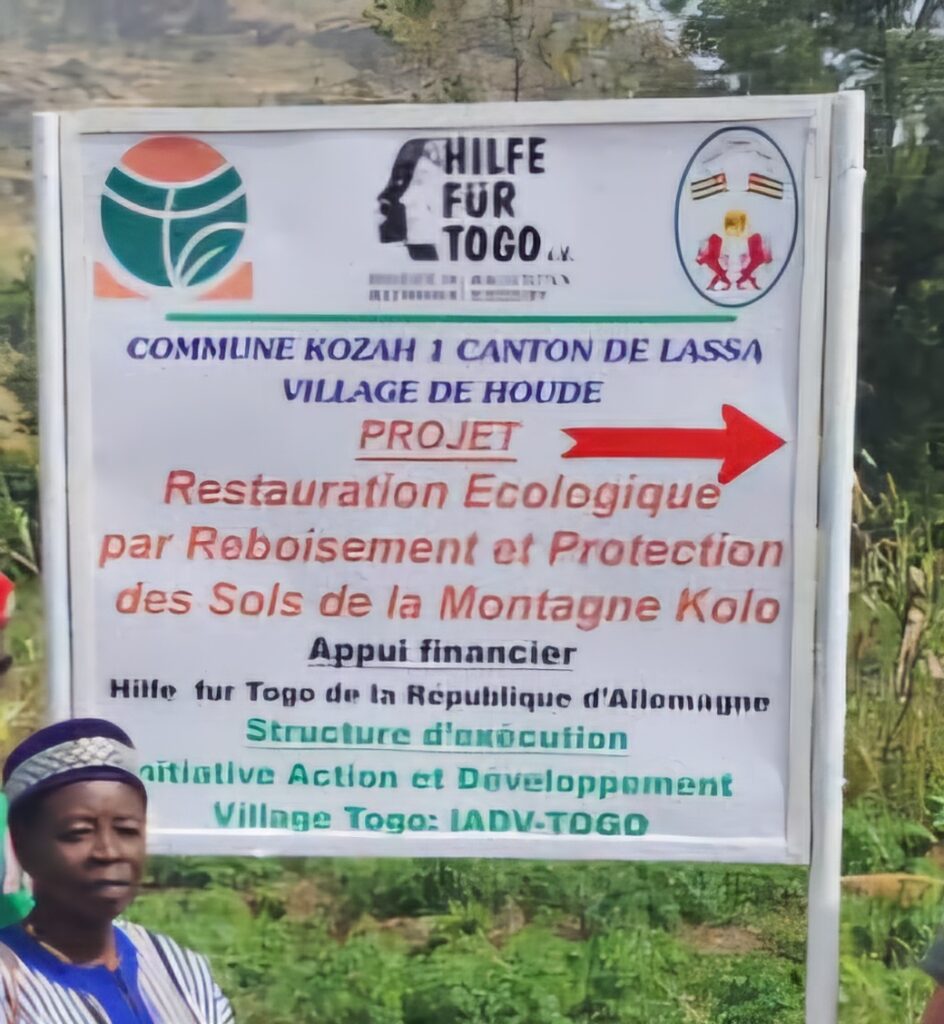 HILFE
FÜR
TOGO e.V.
COMMUNE KOZAH 1 CANTON DE LASSA
VILLAGE DE HOUDE
PROJET
Restauration Ecologique
par Reboisement et Protection
des Sols de la Montagne Kolo
Appui financier
Hilfe fur Togo de la République d'Allemagne
Structure d'exécution
Initiative Action et Développement
Village Togo: IADV-TOGO